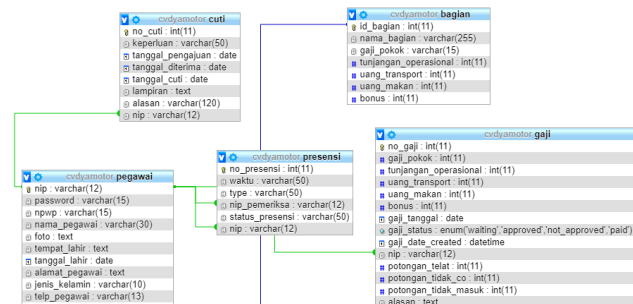 cvdyamotor cuti
no_cuti : int(11)
keperluan : varchar(50)
tanggal_pengajuan : date
tanggal_diterima : date
tanggal_cuti : date
lampiran : text
alasan : varchar(120)
nip : varchar(12)
cvdyamotor bagian
id_bagian : int(11)
nama_bagian : varchar(255)
gaji_pokok : varchar(15)
tunjangan_operasional : int(11)
uang_transport : int(11)
uang_makan : int(11)
bonus : int(11)
cvdyamotor pegawai
nip : varchar(12)
password : varchar(15)
npwp : varchar(15)
nama_pegawai : varchar(30)
foto : text
tempat_lahir : text
tanggal_lahir : date
alamat_pegawai : text
jenis_kelamin : varchar(10)
telp_pegawai : varchar(13)
cvdyamotor presensi
no_presensi : int(11)
waktu : varchar(50)
type : varchar(50)
nip_pemeriksa : varchar(12)
status_presensi : varchar(50)
nip : varchar(12)
cvdyamotor gaji
no_gaji : int(11)
gaji_pokok : int(11)
tunjangan_operasional : int(11)
uang_transport : int(11)
uang_makan : int(11)
bonus : int(11)
gaji_tanggal : date
gaji_status : enum('waiting','approved','not_approved','paid')
gaji_date_created : datetime
nip : varchar(12)
potongan_telat : int(11)
potongan_tidak_co : int(11)
potongan_tidak_masuk : int(11)
alasan : text